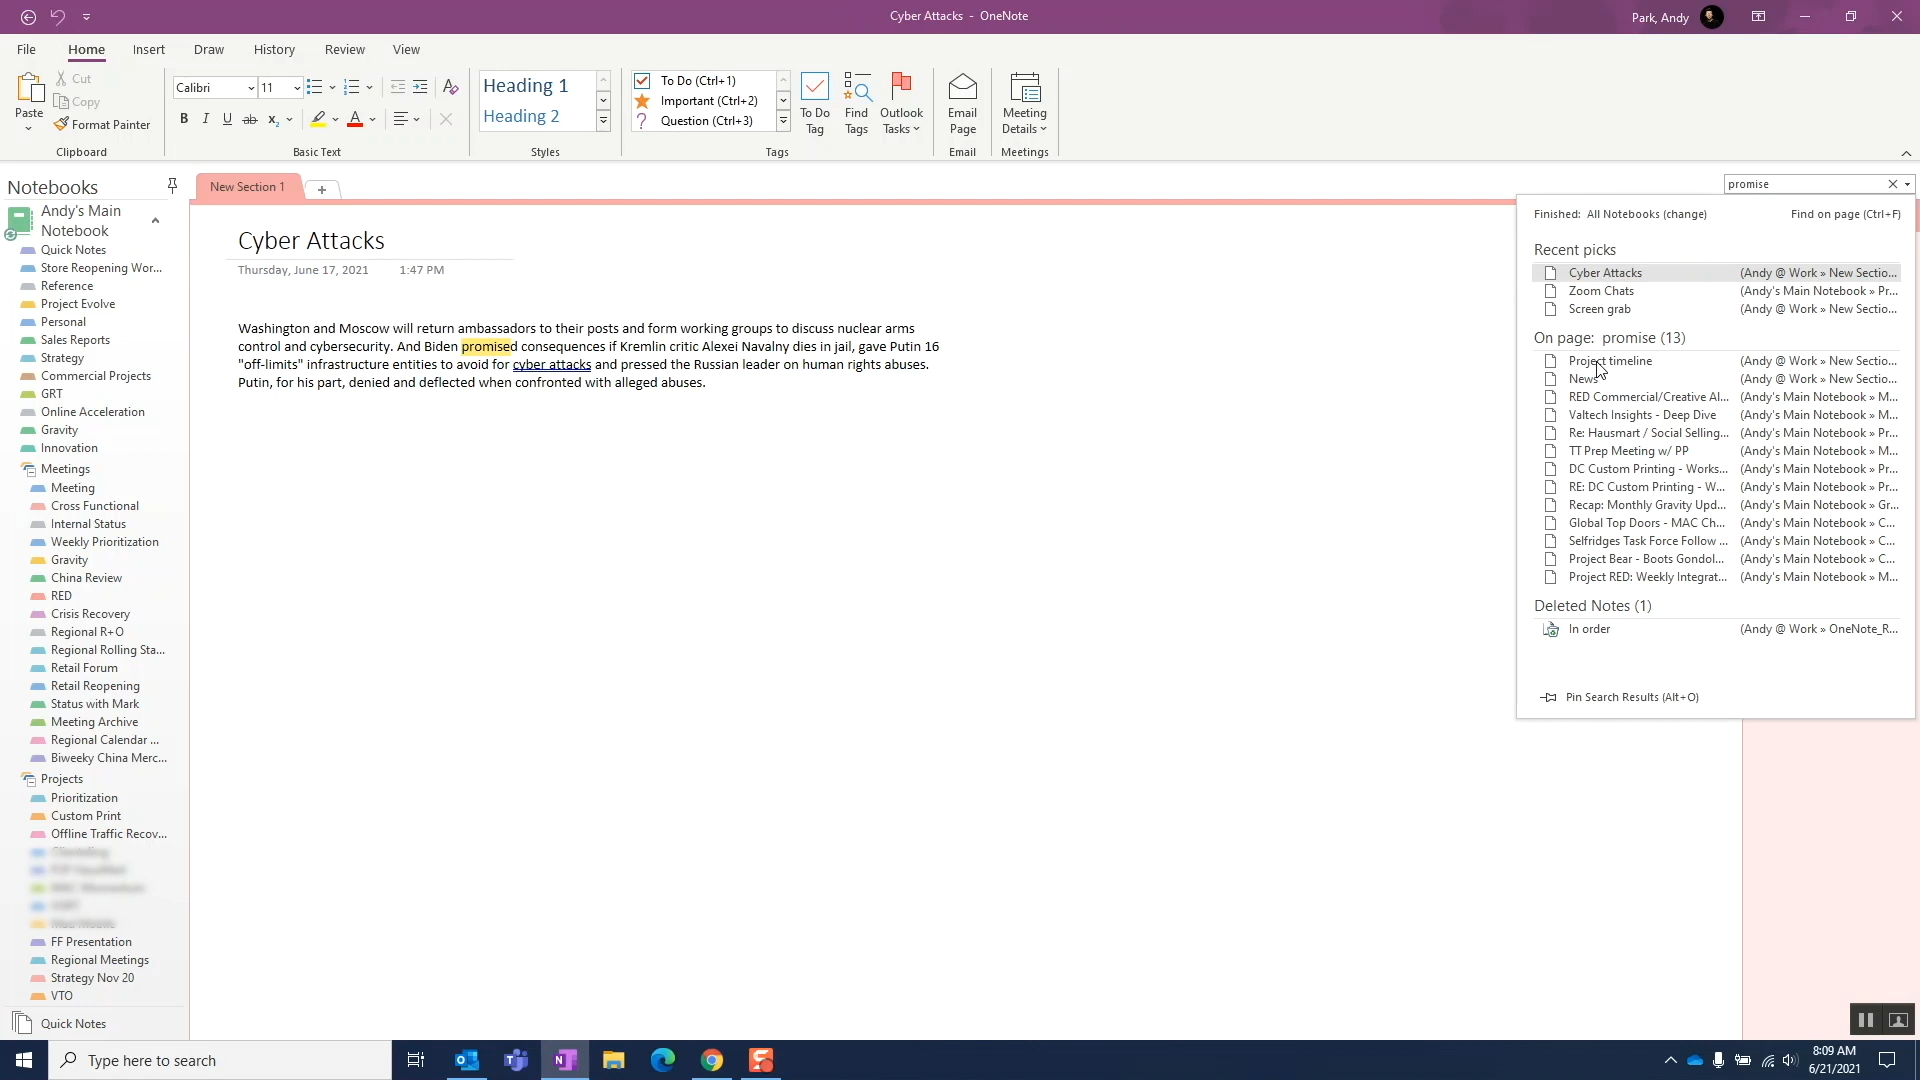 Cyber Attacks - OneNote
Park, Andy
File Home Insert Draw History Review View
Paste
Cut
Copy
Format Painter
Clipboard
Calibri 11
B I U ab x₂ A
Basic Text
Heading 1
Heading 2
Styles
To Do (Ctrl+1)
Important (Ctrl+2)
Question (Ctrl+3)
To Do Tag
Find Tags
Outlook Tasks
Tags
Email Page
Email
Meeting Details
Meetings
Notebooks
Andy's Main
Notebook
Quick Notes
Store Reopening Wor...
Reference
Project Evolve
Personal
Sales Reports
Strategy
Commercial Projects
GRT
Online Acceleration
Gravity
Innovation
Meetings
Meeting
Cross Functional
Internal Status
Weekly Prioritization
Gravity
China Review
RED
Crisis Recovery
Regional R+O
Regional Rolling Sta...
Retail Forum
Retail Reopening
Status with Mark
Meeting Archive
Regional Calendar ...
Biweeky China Merc...
Projects
Prioritization
Custom Print
Offline Traffic Recov...
FF Presentation
Regional Meetings
Strategy Nov 20
VTO
Quick Notes
New Section 1 +
Cyber Attacks
Thursday, June 17, 2021 1:47 PM
Washington and Moscow will return ambassadors to their posts and form working groups to discuss nuclear arms
control and cybersecurity. And Biden promised consequences if Kremlin critic Alexei Navalny dies in jail, gave Putin 16
"off-limits" infrastructure entities to avoid for cyber attacks and pressed the Russian leader on human rights abuses.
Putin, for his part, denied and deflected when confronted with alleged abuses.
promise
Finished: All Notebooks (change) Find on page (Ctrl+F)
Recent picks
Cyber Attacks (Andy @ Work » New Sectio...
Zoom Chats (Andy's Main Notebook » Pr...
Screen grab (Andy @ Work » New Sectio...
On page: promise (13)
Project timeline (Andy @ Work » New Sectio...
News (Andy @ Work » New Sectio...
RED Commercial/Creative Al... (Andy's Main Notebook » M...
Valtech Insights - Deep Dive (Andy's Main Notebook » M...
Re: Hausmart / Social Selling... (Andy's Main Notebook » Pr...
TT Prep Meeting w/ PP (Andy's Main Notebook » M...
DC Custom Printing - Works... (Andy's Main Notebook » Pr...
RE: DC Custom Printing - W... (Andy's Main Notebook » Pr...
Recap: Monthly Gravity Upd... (Andy's Main Notebook » Gr...
Global Top Doors - MAC Ch... (Andy's Main Notebook » C...
Selfridges Task Force Follow ... (Andy's Main Notebook » C...
Project Bear - Boots Gondol... (Andy's Main Notebook » C...
Project RED: Weekly Integrat... (Andy's Main Notebook » M...
Deleted Notes (1)
In order (Andy @ Work » OneNote_R...
Pin Search Results (Alt+O)
Type here to search
8:09 AM
6/21/2021